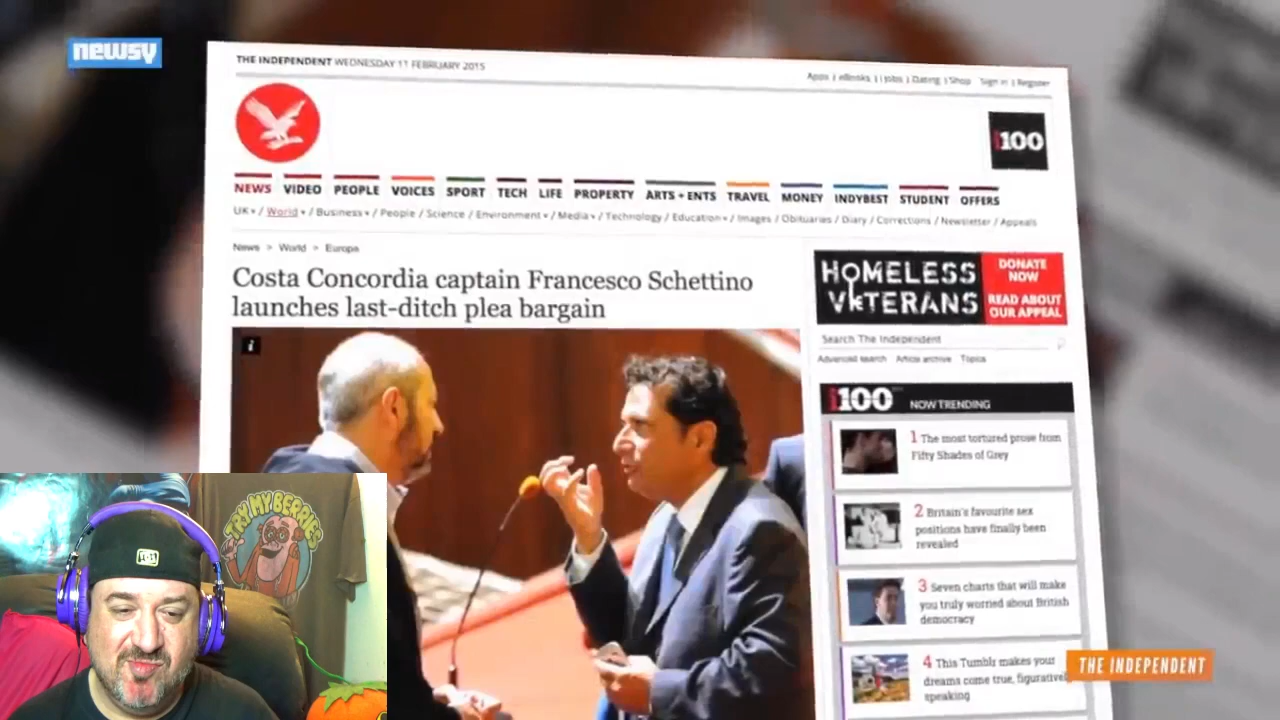 newsy
THE INDEPENDENT WEDNESDAY 11 FEBRUARY 2015
Apps | eBooks | i Jobs | Dating | Shop Sign in | Register
i100
NEWS VIDEO PEOPLE VOICES SPORT TECH LIFE PROPERTY ARTS + ENTS TRAVEL MONEY INDYBEST STUDENT OFFERS
UK / World / Business / People / Science / Environment / Media / Technology / Education / Images / Obituaries / Diary / Corrections / Newsletter / Appeals
News > World > Europe
Costa Concordia captain Francesco Schettino
launches last-ditch plea bargain
HOMELESS
VETERANS
DONATE
NOW
READ ABOUT
OUR APPEAL
Search The Independent
Advanced search Article archive Topics
i100 NOW TRENDING
1 The most tortured prose from
Fifty Shades of Grey
2 Britain's favourite sex
positions have finally been
revealed
3 Seven charts that will make
you truly worried about British
democracy
4 This Tumblr makes your
dreams come true, figuratively
speaking
THE INDEPENDENT
TRY MY BERRIES